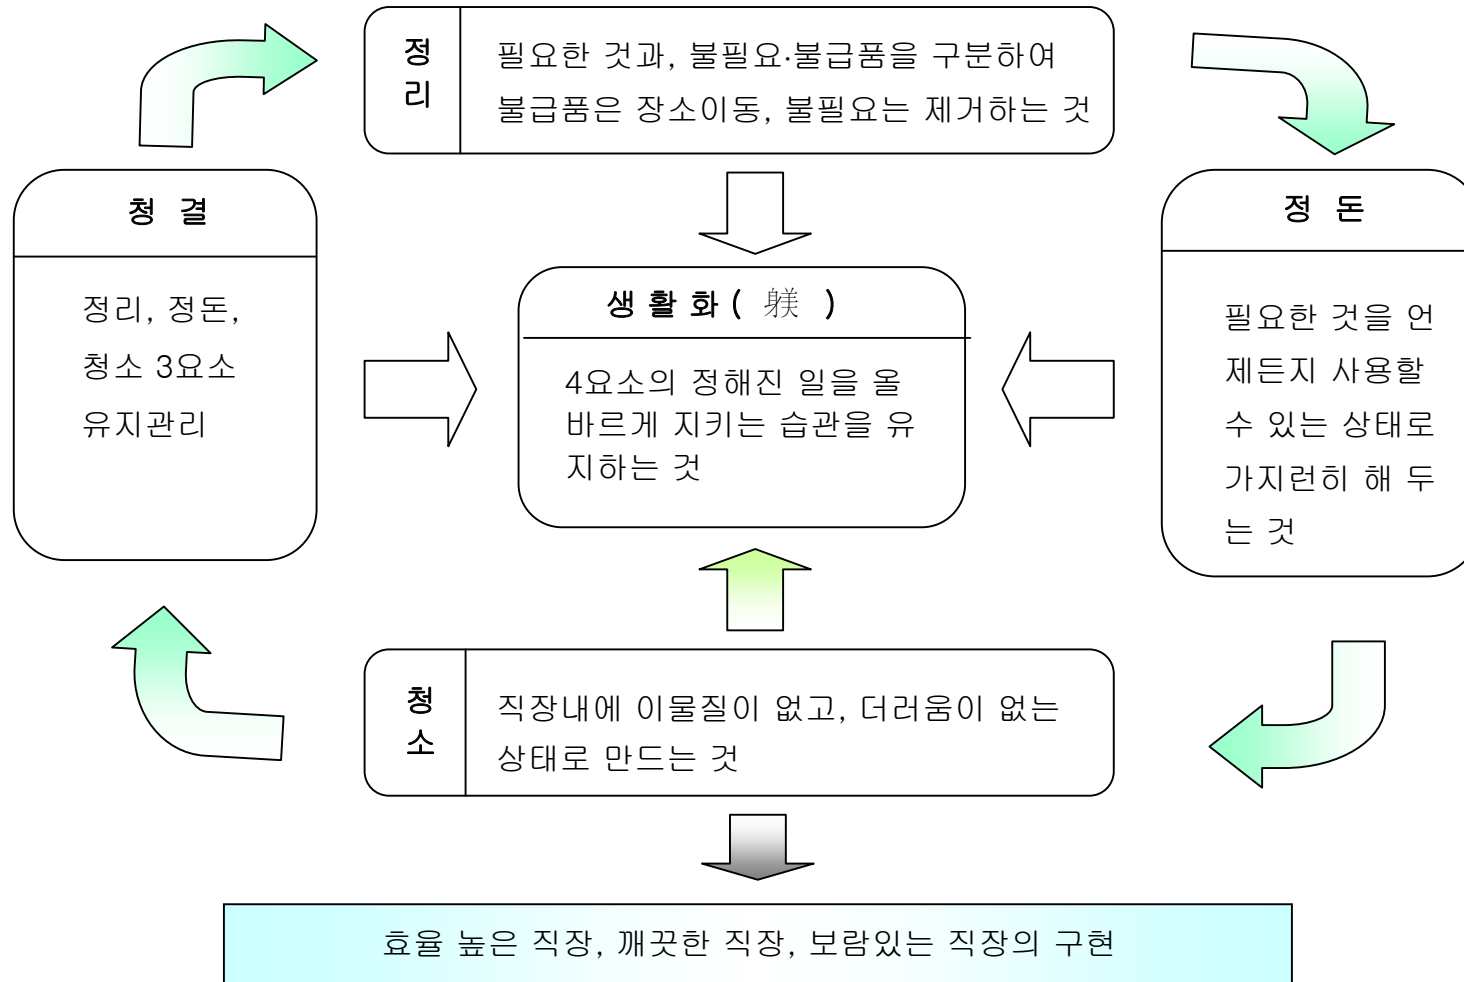 정
리
필요한 것과, 불필요·불급품을 구분하여
불급품은 장소이동, 불필요는 제거하는 것
청 결
정리, 정돈,
청소 3요소
유지관리
생 활 화 ( 躾 )
4요소의 정해진 일을 올
바르게 지키는 습관을 유
지하는 것
정 돈
필요한 것을 언
제든지 사용할
수 있는 상태로
가지런히 해 두
는 것
청
소
직장내에 이물질이 없고, 더러움이 없는
상태로 만드는 것
효율 높은 직장, 깨끗한 직장, 보람있는 직장의 구현